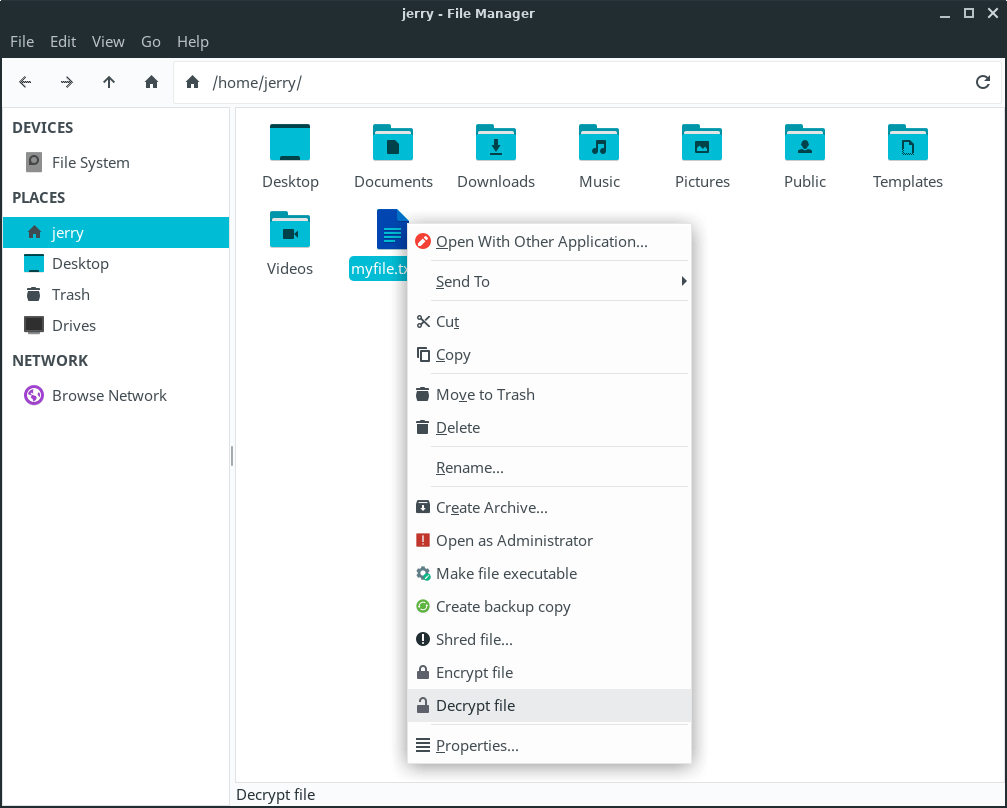 jerry - File Manager
File Edit View Go Help
/home/jerry/
DEVICES
File System
PLACES
jerry
Desktop
Trash
Drives
NETWORK
Browse Network
Desktop Documents Downloads Music Pictures Public Templates
Videos myfile.tx
Open With Other Application...
Send To
Cut
Copy
Move to Trash
Delete
Rename...
Create Archive...
Open as Administrator
Make file executable
Create backup copy
Shred file...
Encrypt file
Decrypt file
Properties...
Decrypt file